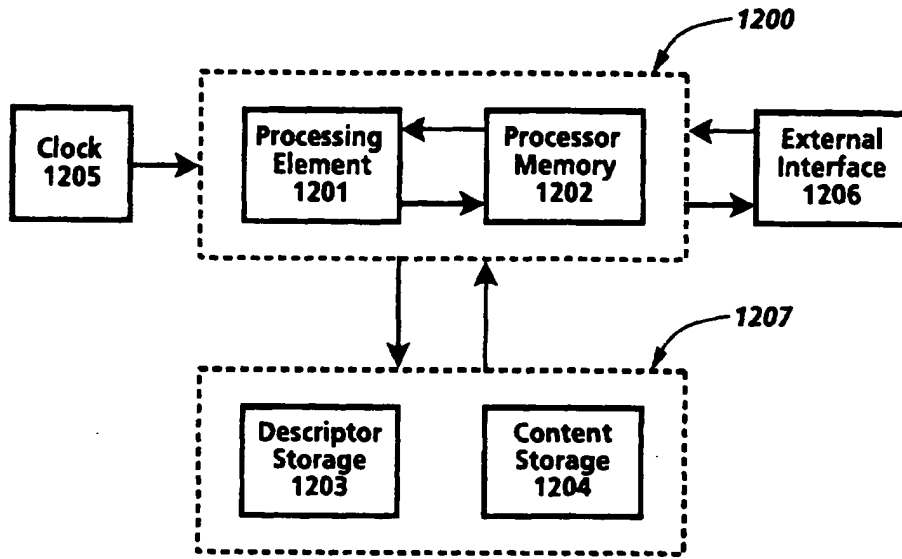 1200
Clock
1205
Processing
Element
1201
Processor
Memory
1202
External
Interface
1206
1207
Descriptor
Storage
1203
Content
Storage
1204